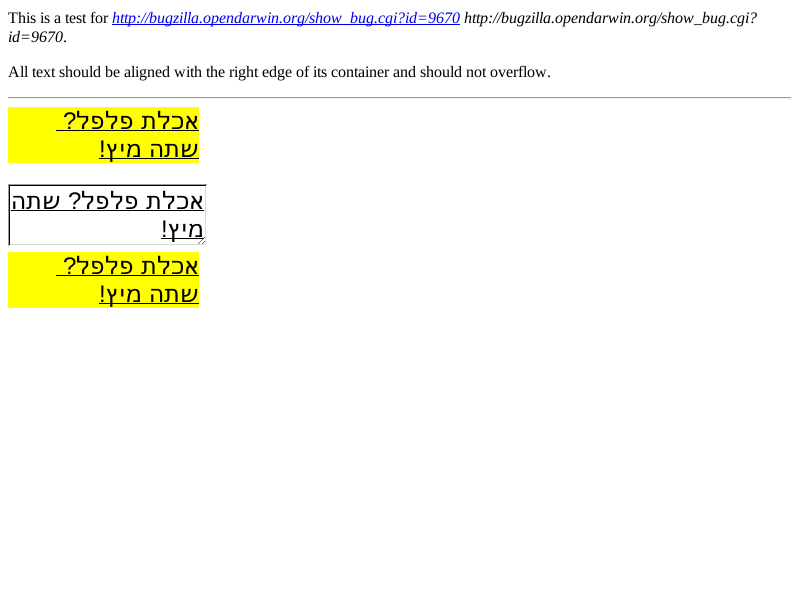 This is a test for http://bugzilla.opendarwin.org/show_bug.cgi?id=9670 http://bugzilla.opendarwin.org/show_bug.cgi?
id=9670.
All text should be aligned with the right edge of its container and should not overflow.
אכלת פלפל?
שתה מיץ!
אכלת פלפל? שתה
מיץ!
אכלת פלפל?
שתה מיץ!